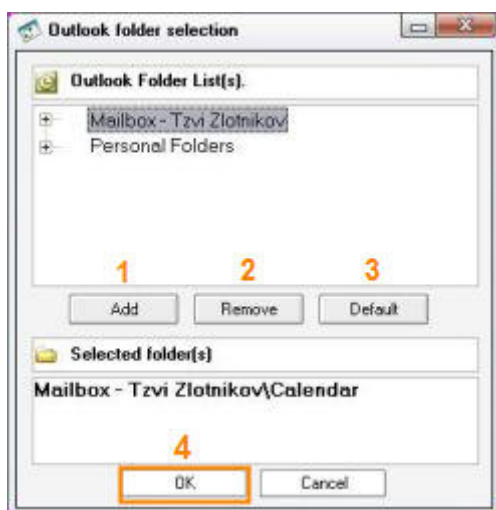 Outlook folder selection
Outlook Folder List(s).
Mailbox - Tzvi Zlotnikov
Personal Folders
1 2 3
Add Remove Default
Selected folder(s)
Mailbox - Tzvi Zlotnikov\Calendar
4
OK Cancel